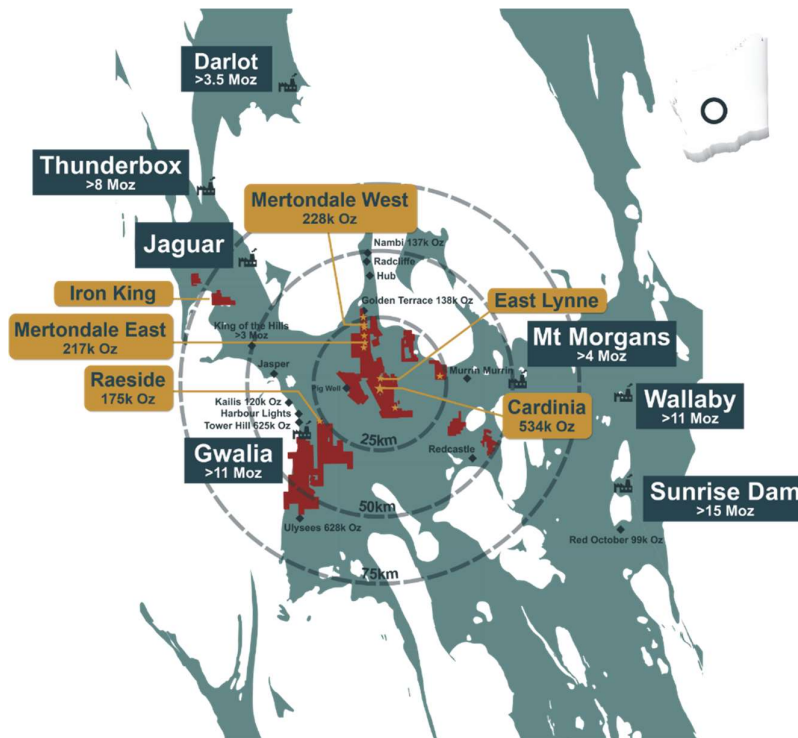 Darlot
>3.5 Moz
Thunderbox
>8 Moz
Mertondale West
228k Oz
Jaguar
Nambi 137k Oz
Radcliffe
Hub
Iron King
Golden Terrace 138k Oz
East Lynne
Mertondale East
217k Oz
King of the Hills
>3 Moz
Mt Morgans
>4 Moz
Jasper
Murrin Murrin
Raeside
175k Oz
Pig Well
Wallaby
>11 Moz
Kailis 120k Oz
Harbour Lights
Tower Hill 625k Oz
Cardinia
534k Oz
25km
Gwalia
>11 Moz
Redcastle
Sunrise Dam
>15 Moz
50km
Ulysees 628k Oz
Red October 99k Oz
75km